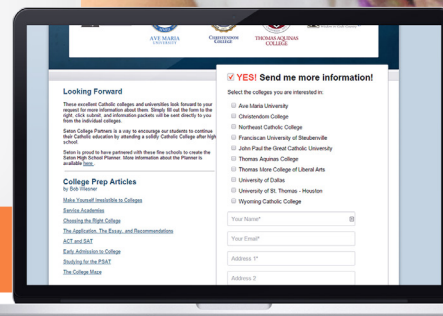 AVE MARIA
UNIVERSITY
CHRISTENDOM
COLLEGE
THOMAS AQUINAS
COLLEGE
Looking Forward
These excellent Catholic colleges and universities look forward to your
request for more information about them. Simply fill out the form to the
right, click submit, and information packets will be sent directly to you
from the individual colleges.
Seton College Partners is a way to encourage our students to continue
their Catholic education by attending a solidly Catholic College after high
school.
Seton is proud to have partnered with these fine schools to create the
Seton High School Planner. More information about the Planner is
available here.
College Prep Articles
by Bob Wiesner
Make Yourself Irresistible to Colleges
Service Academies
Choosing the Right College
The Application, The Essay, and Recommendations
ACT and SAT
Early Admission to College
Studying for the PSAT
The College Maze
YES! Send me more information!
Select the colleges you are interested in:
Ave Maria University
Christendom College
Northeast Catholic College
Franciscan University of Steubenville
John Paul the Great Catholic University
Thomas Aquinas College
Thomas More College of Liberal Arts
University of Dallas
University of St. Thomas - Houston
Wyoming Catholic College
Your Name*
Your Email*
Address 1*
Address 2